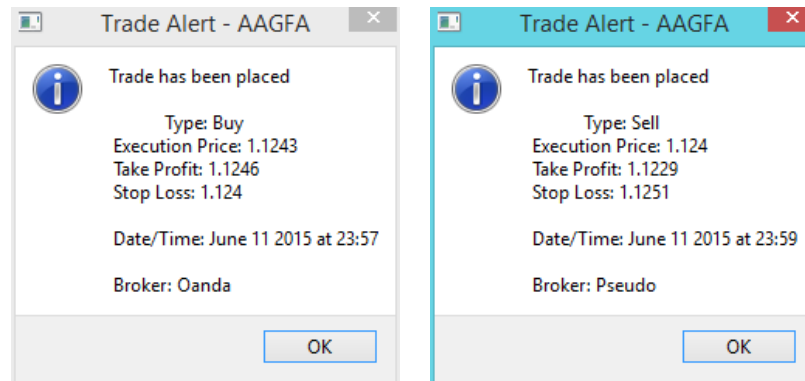 Trade Alert - AAGFA
Trade has been placed
Type: Buy
Execution Price: 1.1243
Take Profit: 1.1246
Stop Loss: 1.124
Date/Time: June 11 2015 at 23:57
Broker: Oanda
OK
Trade Alert - AAGFA
Trade has been placed
Type: Sell
Execution Price: 1.124
Take Profit: 1.1229
Stop Loss: 1.1251
Date/Time: June 11 2015 at 23:59
Broker: Pseudo
OK